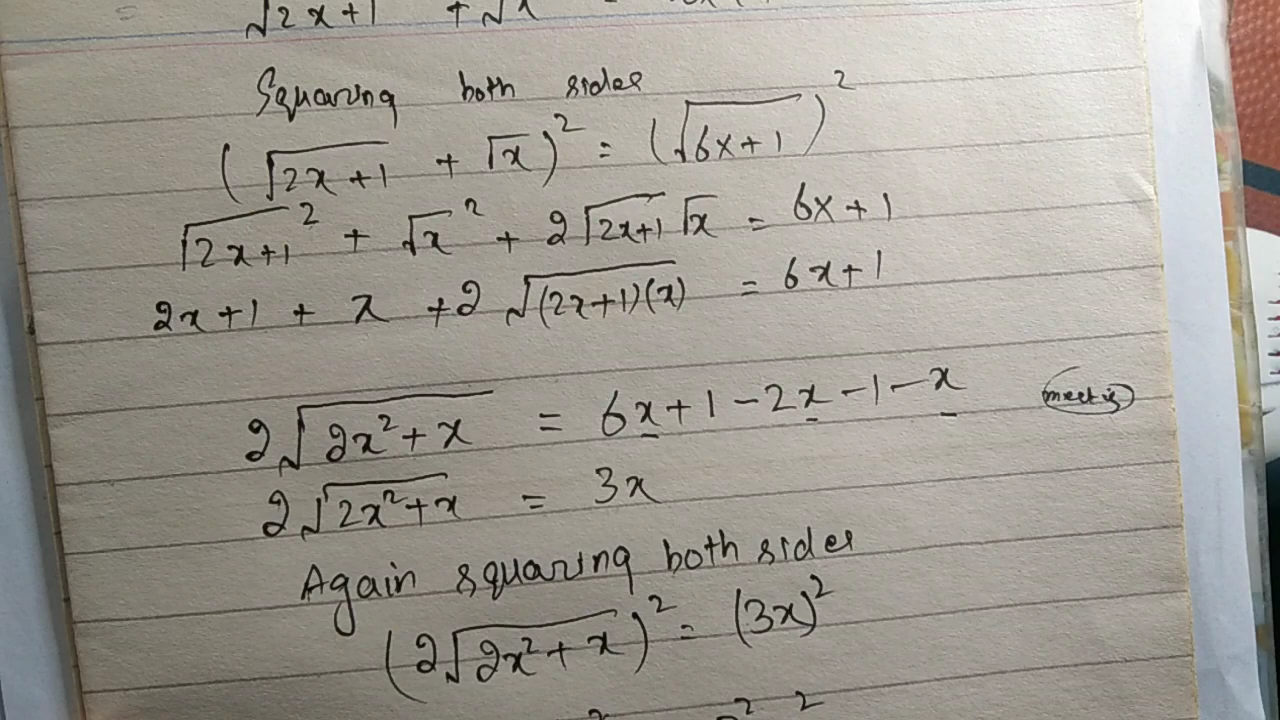 √2x+1 + √x
Squaring both sides
(√2x+1 + √x)² = (√6x+1)²
√2x+1² + √x² + 2√2x+1 √x = 6x+1
2x+1 + x + 2√(2x+1)(x) = 6x+1
2√2x²+x = 6x+1-2x-1-x
2√2x²+x = 3x
Again squaring both sides
(2√2x²+x)² = (3x)²